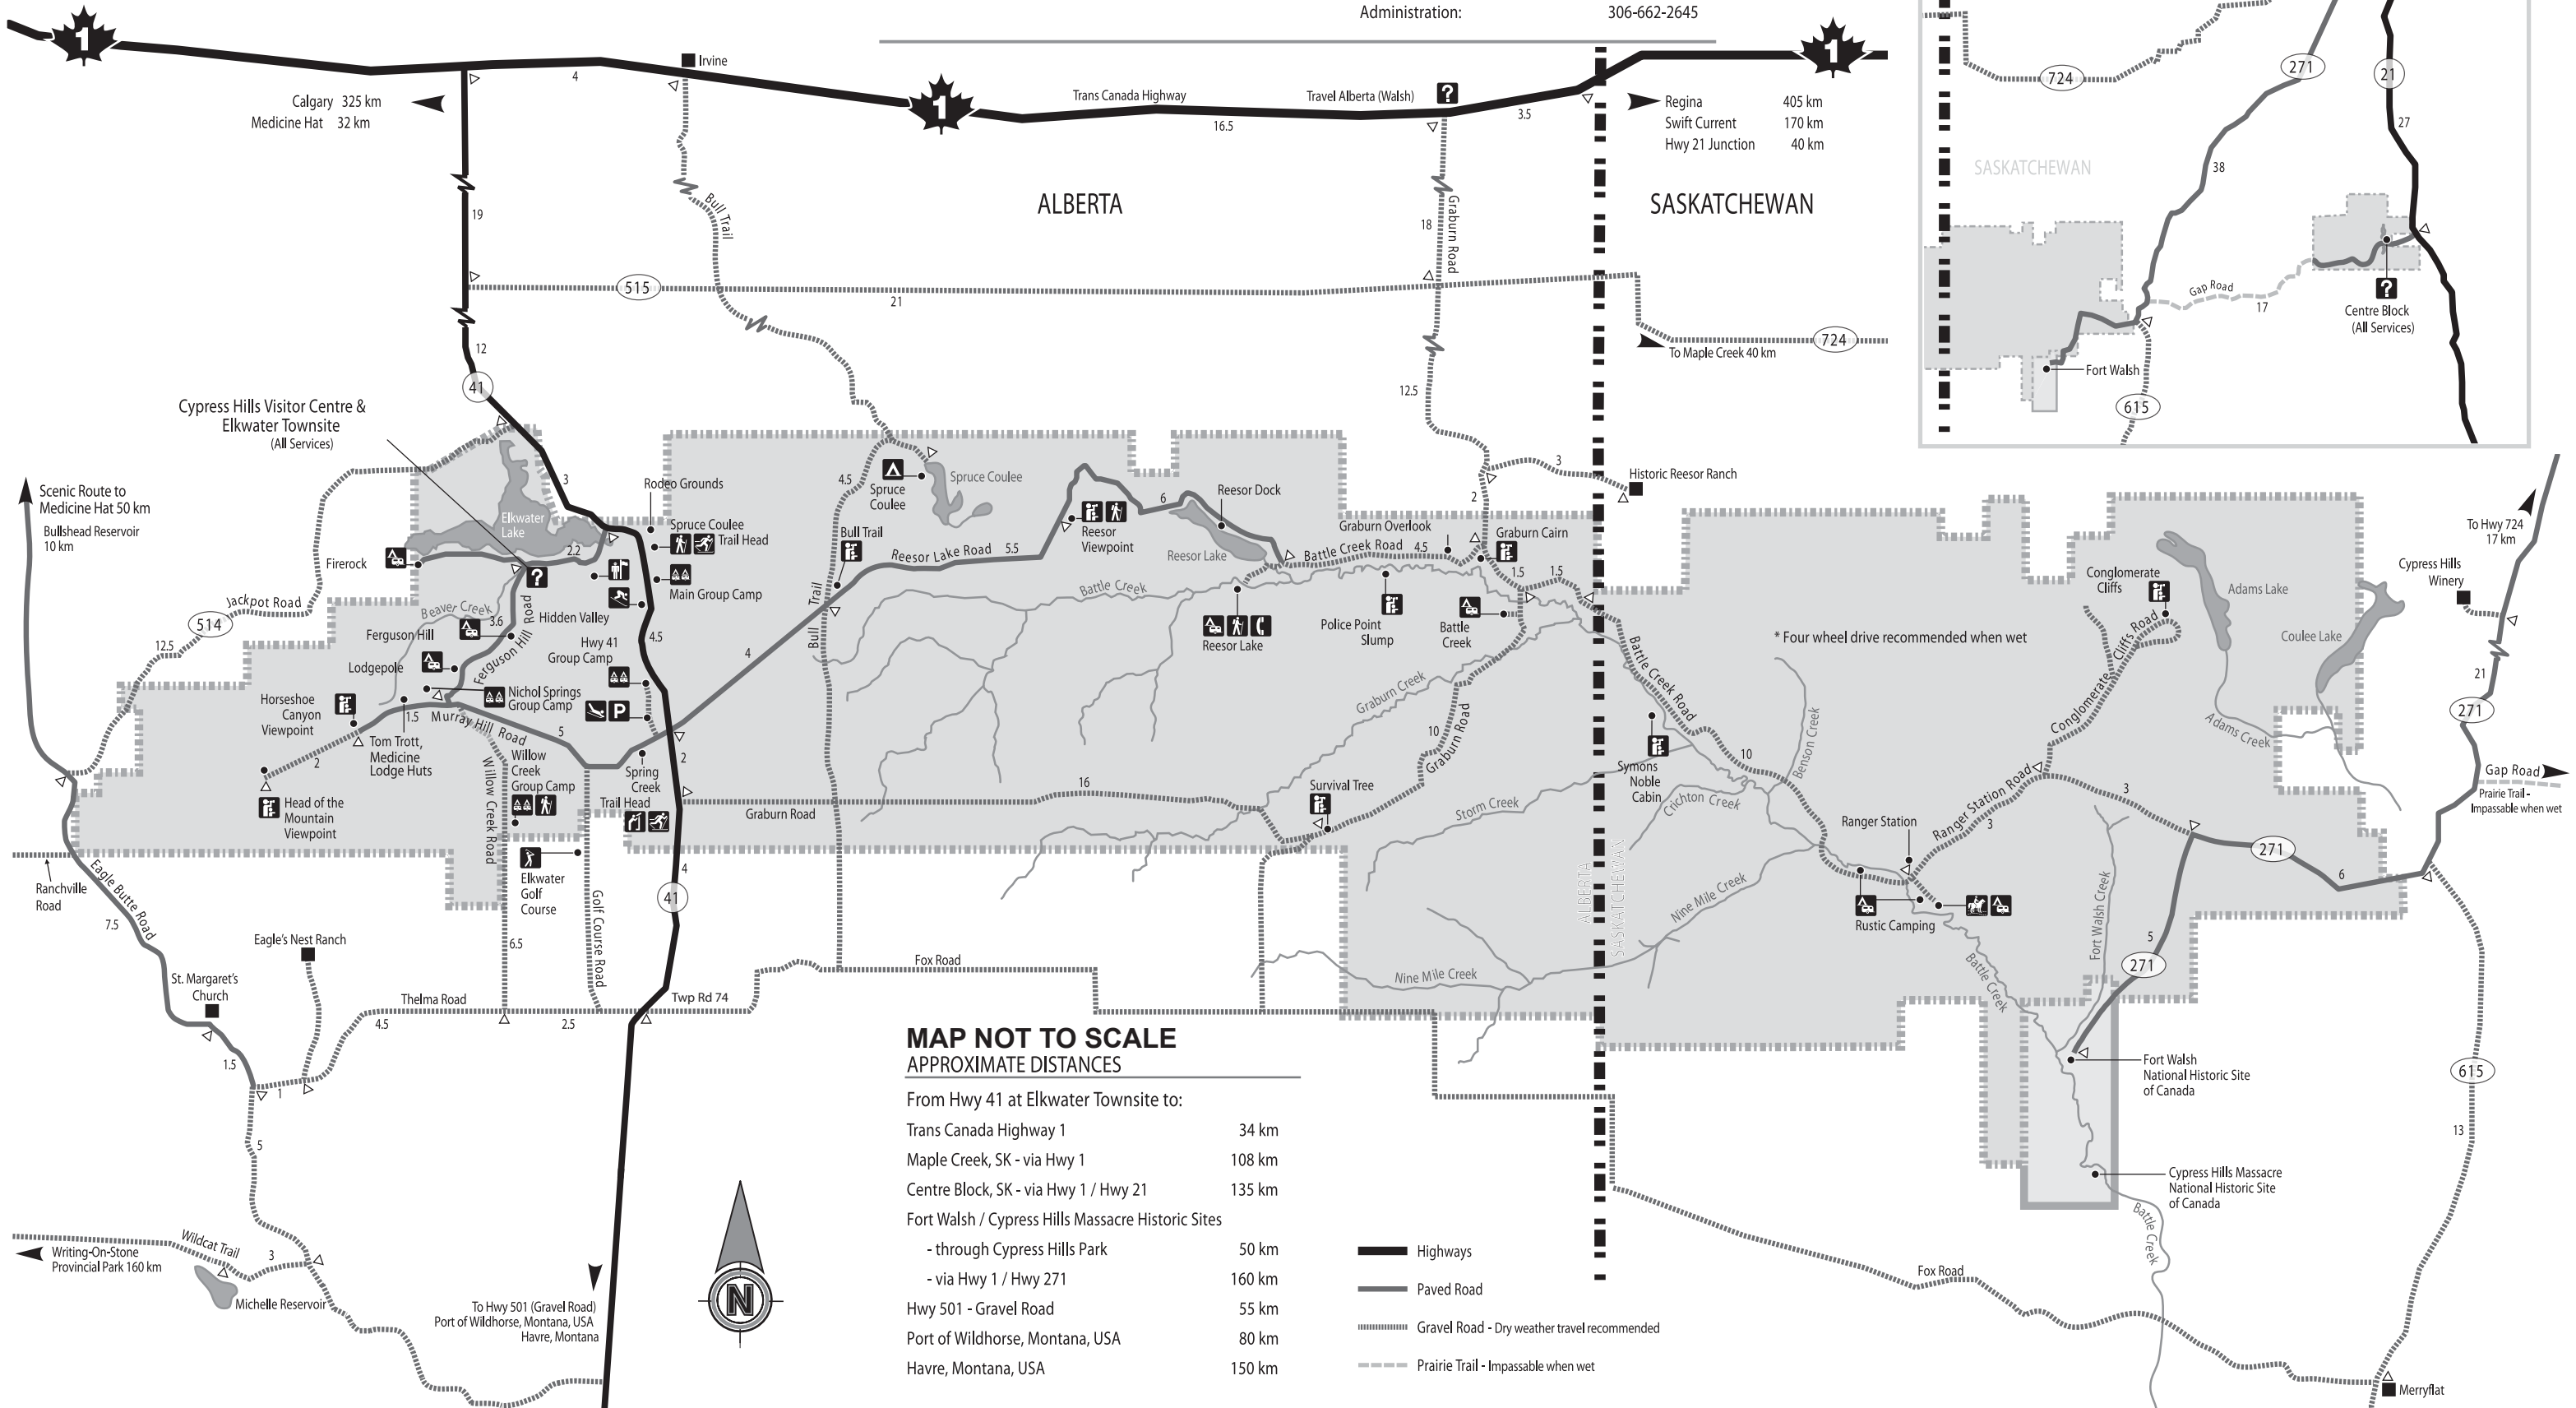 Administration: 306-662-2645
1
1
1
4
Irvine
Calgary 325 km
Medicine Hat 32 km
Trans Canada Highway
16.5
Travel Alberta (Walsh)
?
3.5
Regina 405 km
Swift Current 170 km
Hwy 21 Junction 40 km
19
Bull Trail
ALBERTA
18
Graburn Road
SASKATCHEWAN
515
21
12
41
12.5
To Maple Creek 40 km
724
724
271
21
27
38
SASKATCHEWAN
Gap Road
17
?
Centre Block
(All Services)
Fort Walsh
615
Cypress Hills Visitor Centre &
Elkwater Townsite
(All Services)
Scenic Route to
Medicine Hat 50 km
Bullshead Reservoir
10 km
3
Elkwater
Lake
2.2
Firerock
?
Rodeo Grounds
Spruce Coulee
Trail Head
Main Group Camp
Hidden Valley
Jackpot Road
514
12.5
Beaver Creek
3.6
Ferguson Hill Road
Ferguson Hill
Lodgepole
Hwy 41
Group Camp
4.5
P
Nichol Springs
Group Camp
Horseshoe
Canyon
Viewpoint
1.5
Murray Hill Road
5
Tom Trott,
Medicine
Lodge Huts
2
Head of the
Mountain
Viewpoint
Willow Creek Road
Willow
Creek
Group Camp
Spring
Creek
Trail Head
2
Elkwater
Golf
Course
Golf Course Road
4
41
4.5
Spruce
Coulee
Spruce Coulee
Bull Trail
Bull Trail
Reesor Lake Road
5.5
4
Reesor
Viewpoint
6
Reesor Dock
Reesor Lake
Battle Creek
Reesor Lake
Battle Creek Road
4.5
Graburn Overlook
Graburn Cairn
2
3
Historic Reesor Ranch
1.5
1.5
Police Point
Slump
Battle
Creek
Graburn Creek
10
Graburn Road
Graburn Road
16
Survival Tree
Storm Creek
ALBERTA
SASKATCHEWAN
Nine Mile Creek
Nine Mile Creek
Battle Creek Road
10
Symons
Noble
Cabin
Crichton Creek
Benson Creek
* Four wheel drive recommended when wet
Conglomerate
Cliffs
Conglomerate Cliffs Road
Adams Lake
Coulee Lake
Adams Creek
Ranger Station
Ranger Station Road
3
3
Rustic Camping
Battle Creek
Fort Walsh Creek
5
271
271
6
To Hwy 724
17 km
Cypress Hills
Winery
21
271
Gap Road
Prairie Trail -
Impassable when wet
Ranchville
Road
Eagle Butte Road
7.5
Eagle's Nest Ranch
St. Margaret's
Church
1.5
1
Thelma Road
4.5
6.5
2.5
Twp Rd 74
Fox Road
5
Wildcat Trail
3
Writing-On-Stone
Provincial Park 160 km
Michelle Reservoir
To Hwy 501 (Gravel Road)
Port of Wildhorse, Montana, USA
Havre, Montana
N
MAP NOT TO SCALE
APPROXIMATE DISTANCES
From Hwy 41 at Elkwater Townsite to:
Trans Canada Highway 1 34 km
Maple Creek, SK - via Hwy 1 108 km
Centre Block, SK - via Hwy 1 / Hwy 21 135 km
Fort Walsh / Cypress Hills Massacre Historic Sites
- through Cypress Hills Park 50 km
- via Hwy 1 / Hwy 271 160 km
Hwy 501 - Gravel Road 55 km
Port of Wildhorse, Montana, USA 80 km
Havre, Montana, USA 150 km
Highways
Paved Road
Gravel Road - Dry weather travel recommended
Prairie Trail - Impassable when wet
Fort Walsh
National Historic Site
of Canada
Cypress Hills Massacre
National Historic Site
of Canada
Battle Creek
615
13
Fox Road
Merryflat